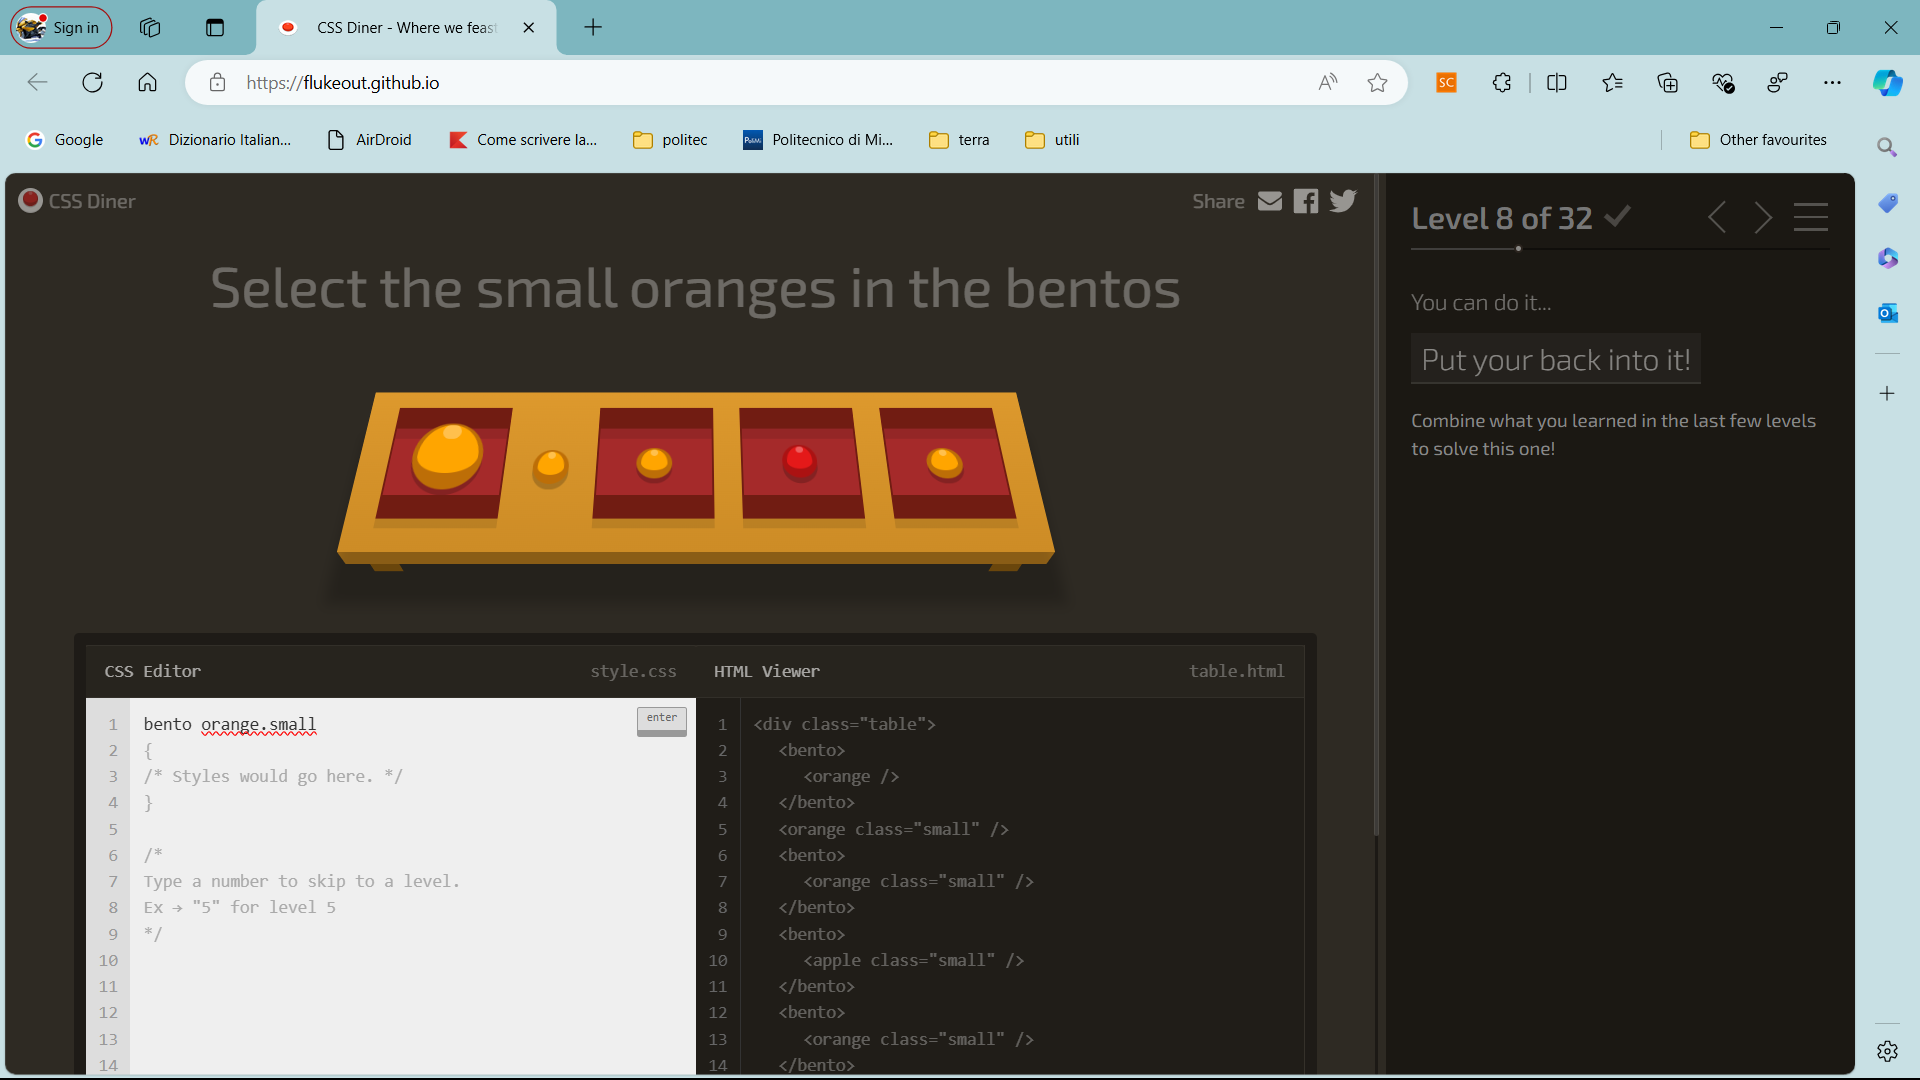 Sign in
CSS Diner - Where we feas
https://flukeout.github.io
SC
Google
wR Dizionario Italian...
AirDroid
Come scrivere la...
politec
Politecnico di Mi...
terra
utili
Other favourites
CSS Diner
Share
Select the small oranges in the bentos
Level 8 of 32
You can do it...
Put your back into it!
Combine what you learned in the last few levels
to solve this one!
CSS Editor
style.css
HTML Viewer
table.html
enter
1 bento orange.small
2 {
3 /* Styles would go here. */
4 }
5
6 /*
7 Type a number to skip to a level.
8 Ex → "5" for level 5
9 */
10
11
12
13
14
1 <div class="table">
2 <bento>
3 <orange />
4 </bento>
5 <orange class="small" />
6 <bento>
7 <orange class="small" />
8 </bento>
9 <bento>
10 <apple class="small" />
11 </bento>
12 <bento>
13 <orange class="small" />
14 </bento>